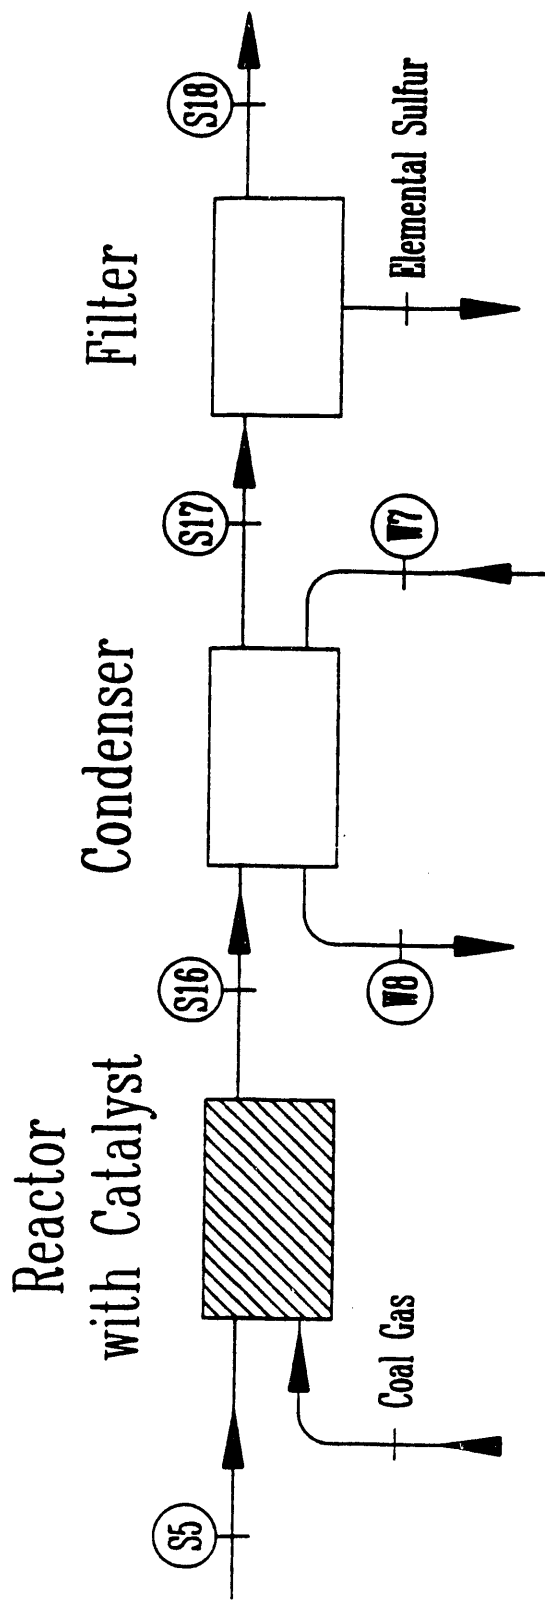 Reactor
with Catalyst
Condenser
Filter
S5
S16
S17
S18
Coal Gas
W8
W7
Elemental Sulfur